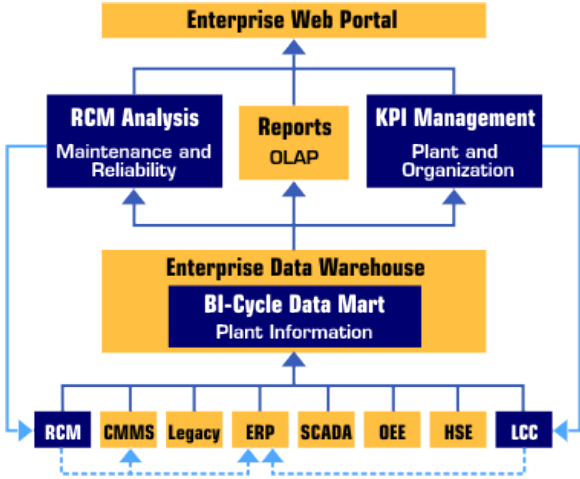 Enterprise Web Portal
RCM Analysis
Maintenance and
Reliability
Reports
OLAP
KPI Management
Plant and
Organization
Enterprise Data Warehouse
BI-Cycle Data Mart
Plant Information
RCM
CMMS
Legacy
ERP
SCADA
OEE
HSE
LCC